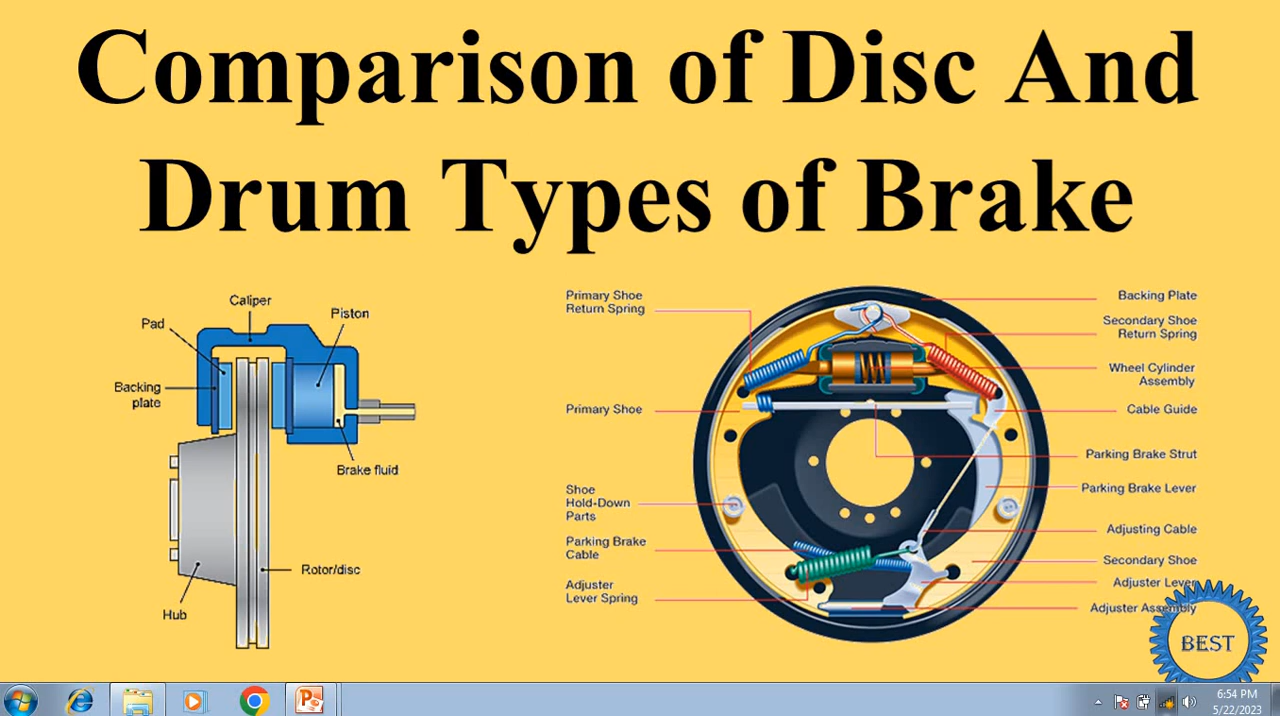 Comparison of Disc And
Drum Types of Brake
Caliper
Piston
Pad
Backing
plate
Brake fluid
Rotor/disc
Hub
Primary Shoe
Return Spring
Primary Shoe
Shoe
Hold-Down
Parts
Parking Brake
Cable
Adjuster
Lever Spring
Backing Plate
Secondary Shoe
Return Spring
Wheel Cylinder
Assembly
Cable Guide
Parking Brake Strut
Parking Brake Lever
Adjusting Cable
Secondary Shoe
Adjuster Lever
Adjuster Assembly
BEST
6:54 PM
5/22/2023